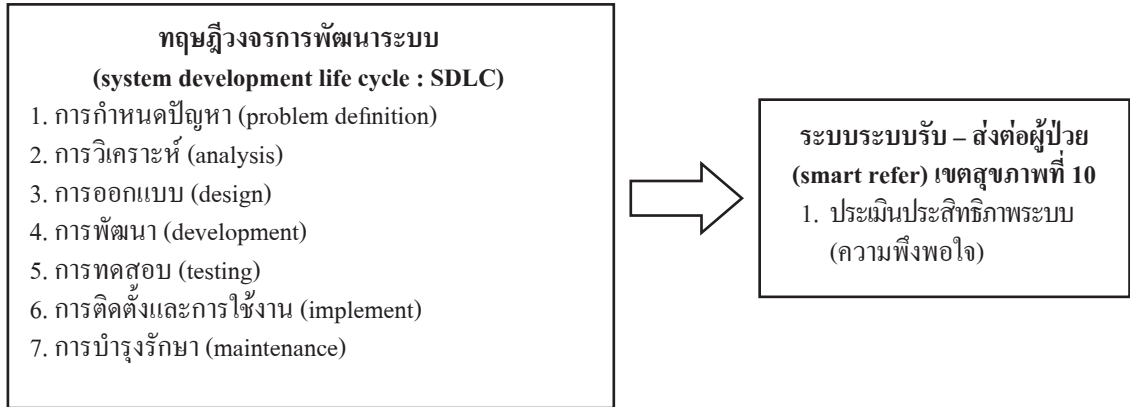 ทฤษฎีวงจรการพัฒนาระบบ
(system development life cycle : SDLC)
1. การกำหนดปัญหา (problem definition)
2. การวิเคราะห์ (analysis)
3. การออกแบบ (design)
4. การพัฒนา (development)
5. การทดสอบ (testing)
6. การติดตั้งและการใช้งาน (implement)
7. การบำรุงรักษา (maintenance)
ระบบระบบรับ – ส่งต่อผู้ป่วย
(smart refer) เขตสุขภาพที่ 10
1. ประเมินประสิทธิภาพระบบ
(ความพึงพอใจ)